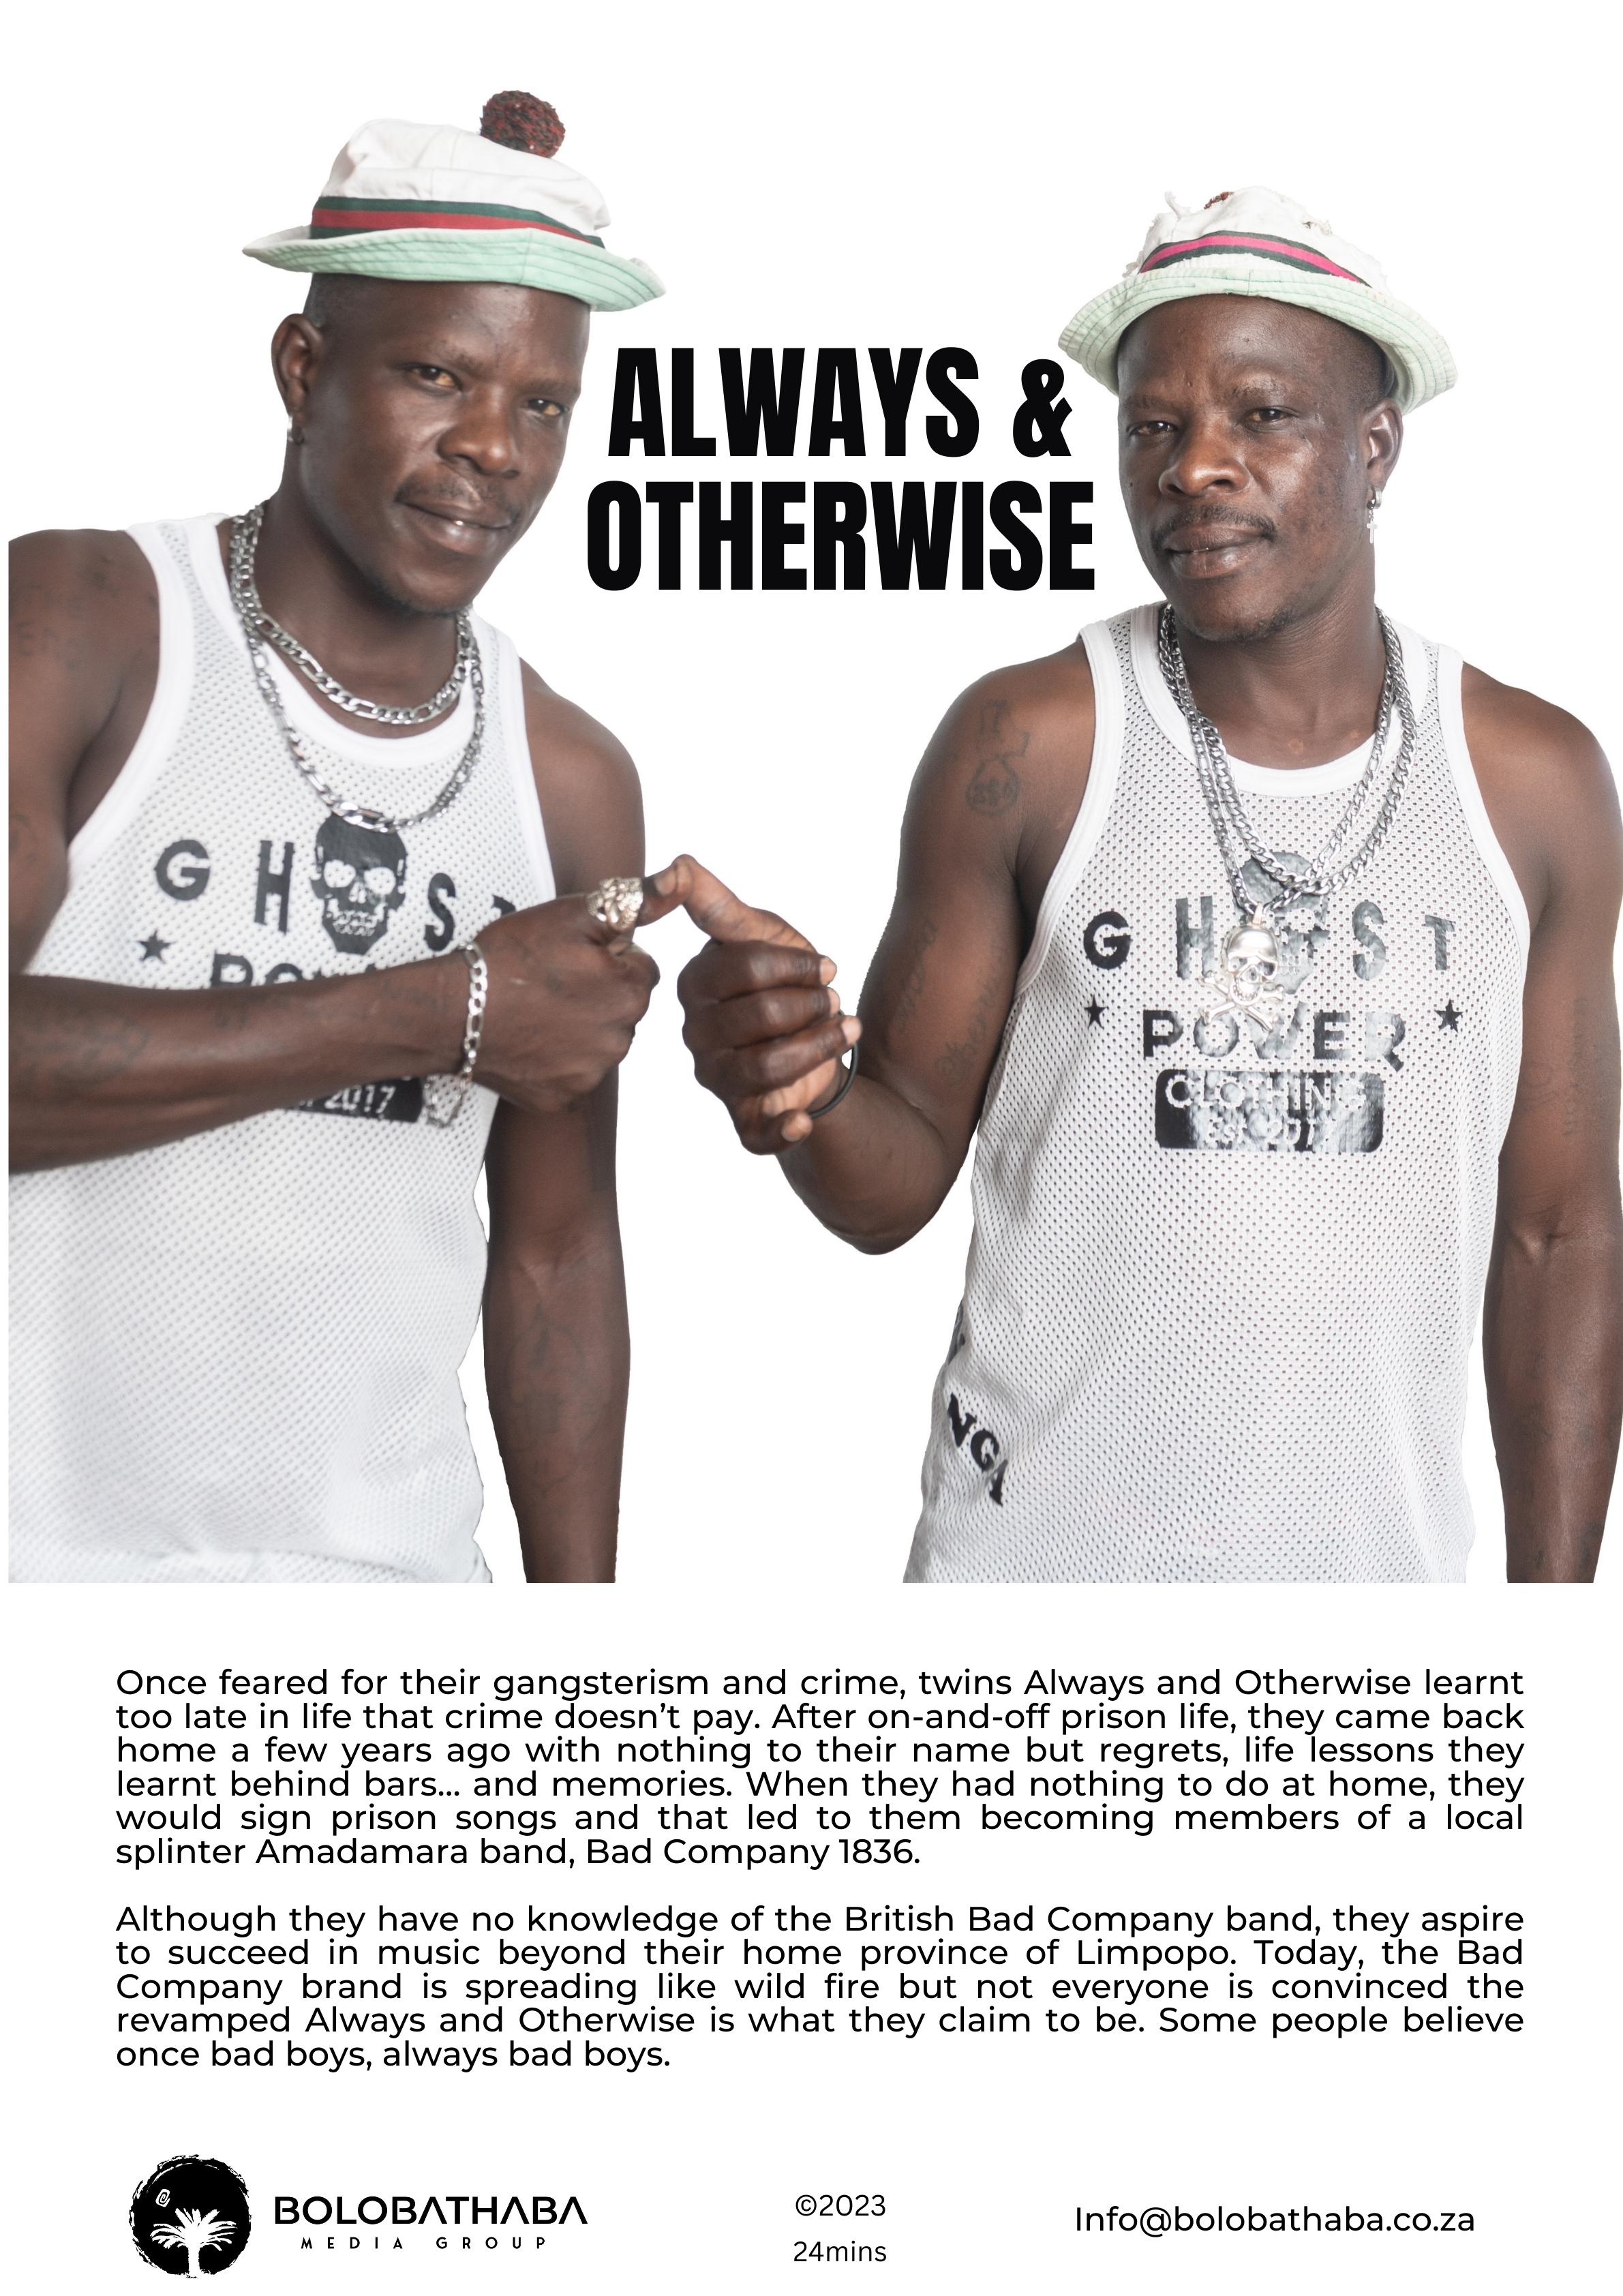 ALWAYS &
OTHERWISE
G H S T
POWER
2017
G H S T
POWER
CLOTHING
Est. 2017
NGA
Once feared for their gangsterism and crime, twins Always and Otherwise learnt
too late in life that crime doesn’t pay. After on-and-off prison life, they came back
home a few years ago with nothing to their name but regrets, life lessons they
learnt behind bars... and memories. When they had nothing to do at home, they
would sign prison songs and that led to them becoming members of a local
splinter Amadamara band, Bad Company 1836.
Although they have no knowledge of the British Bad Company band, they aspire
to succeed in music beyond their home province of Limpopo. Today, the Bad
Company brand is spreading like wild fire but not everyone is convinced the
revamped Always and Otherwise is what they claim to be. Some people believe
once bad boys, always bad boys.
BOLOBATHABA
MEDIA GROUP
©2023
24mins
Info@bolobathaba.co.za